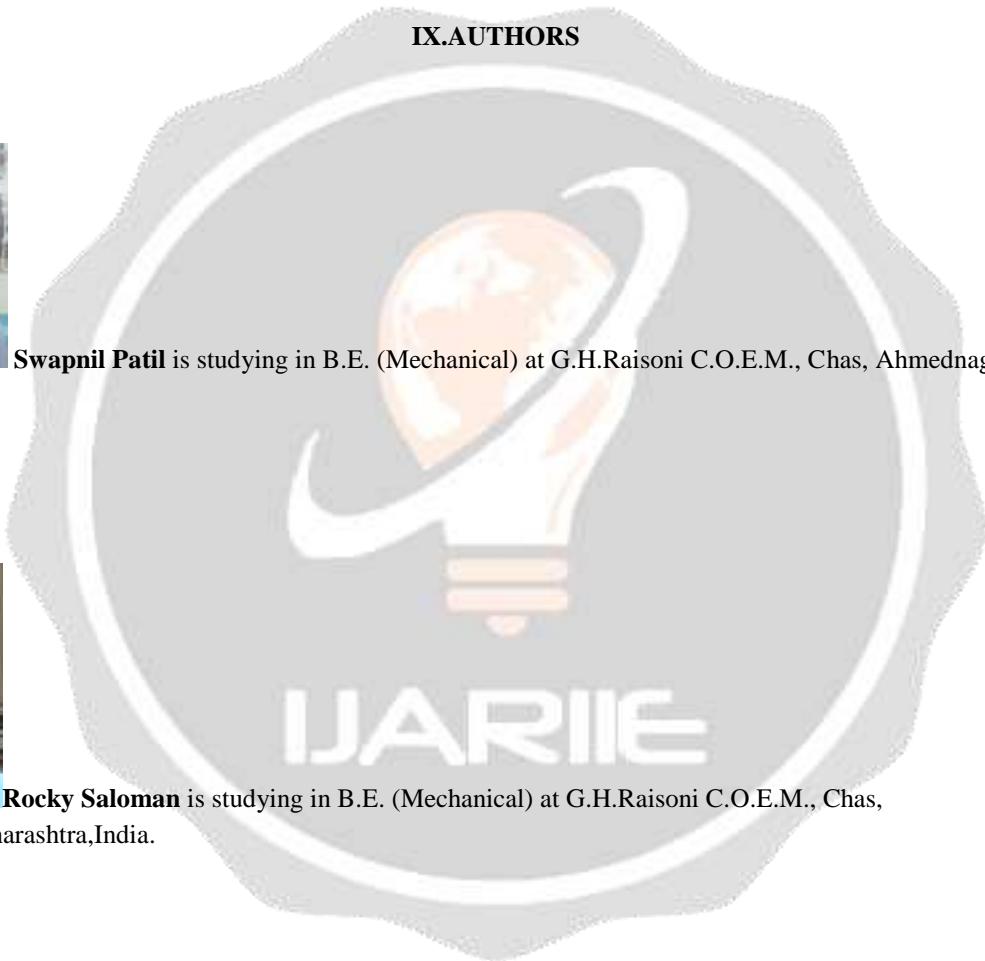 IX.AUTHORS
Swapnil Patil is studying in B.E. (Mechanical) at G.H.Raisoni C.O.E.M., Chas, Ahmednag
IJARIIE
Rocky Saloman is studying in B.E. (Mechanical) at G.H.Raisoni C.O.E.M., Chas,
arashtra,India.